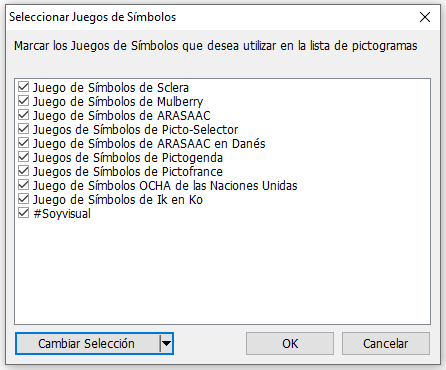 Seleccionar Juegos de Símbolos
Marcar los Juegos de Símbolos que desea utilizar en la lista de pictogramas
Juego de Símbolos de Sclera
Juego de Símbolos de Mulberry
Juego de Símbolos de ARASAAC
Juegos de Símbolos de Picto-Selector
Juego de Símbolos de ARASAAC en Danés
Juegos de Símbolos de Pictogenda
Juegos de Símbolos de Pictofrance
Juego de Símbolos OCHA de las Naciones Unidas
Juego de Símbolos de Ik en Ko
#Soyvisual
Cambiar Selección
OK
Cancelar